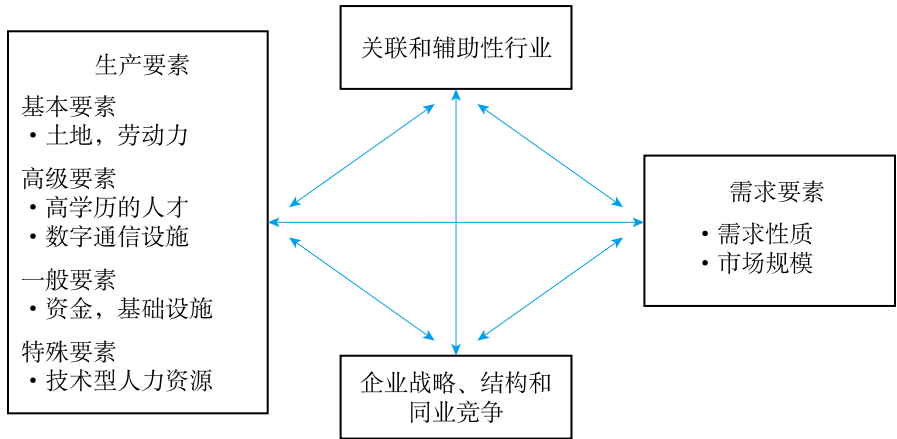 关联和辅助性行业
生产要素
基本要素
•土地，劳动力
高级要素
•高学历的人才
•数字通信设施
一般要素
•资金，基础设施
特殊要素
•技术型人力资源
需求要素
•需求性质
•市场规模
企业战略、结构和
同业竞争